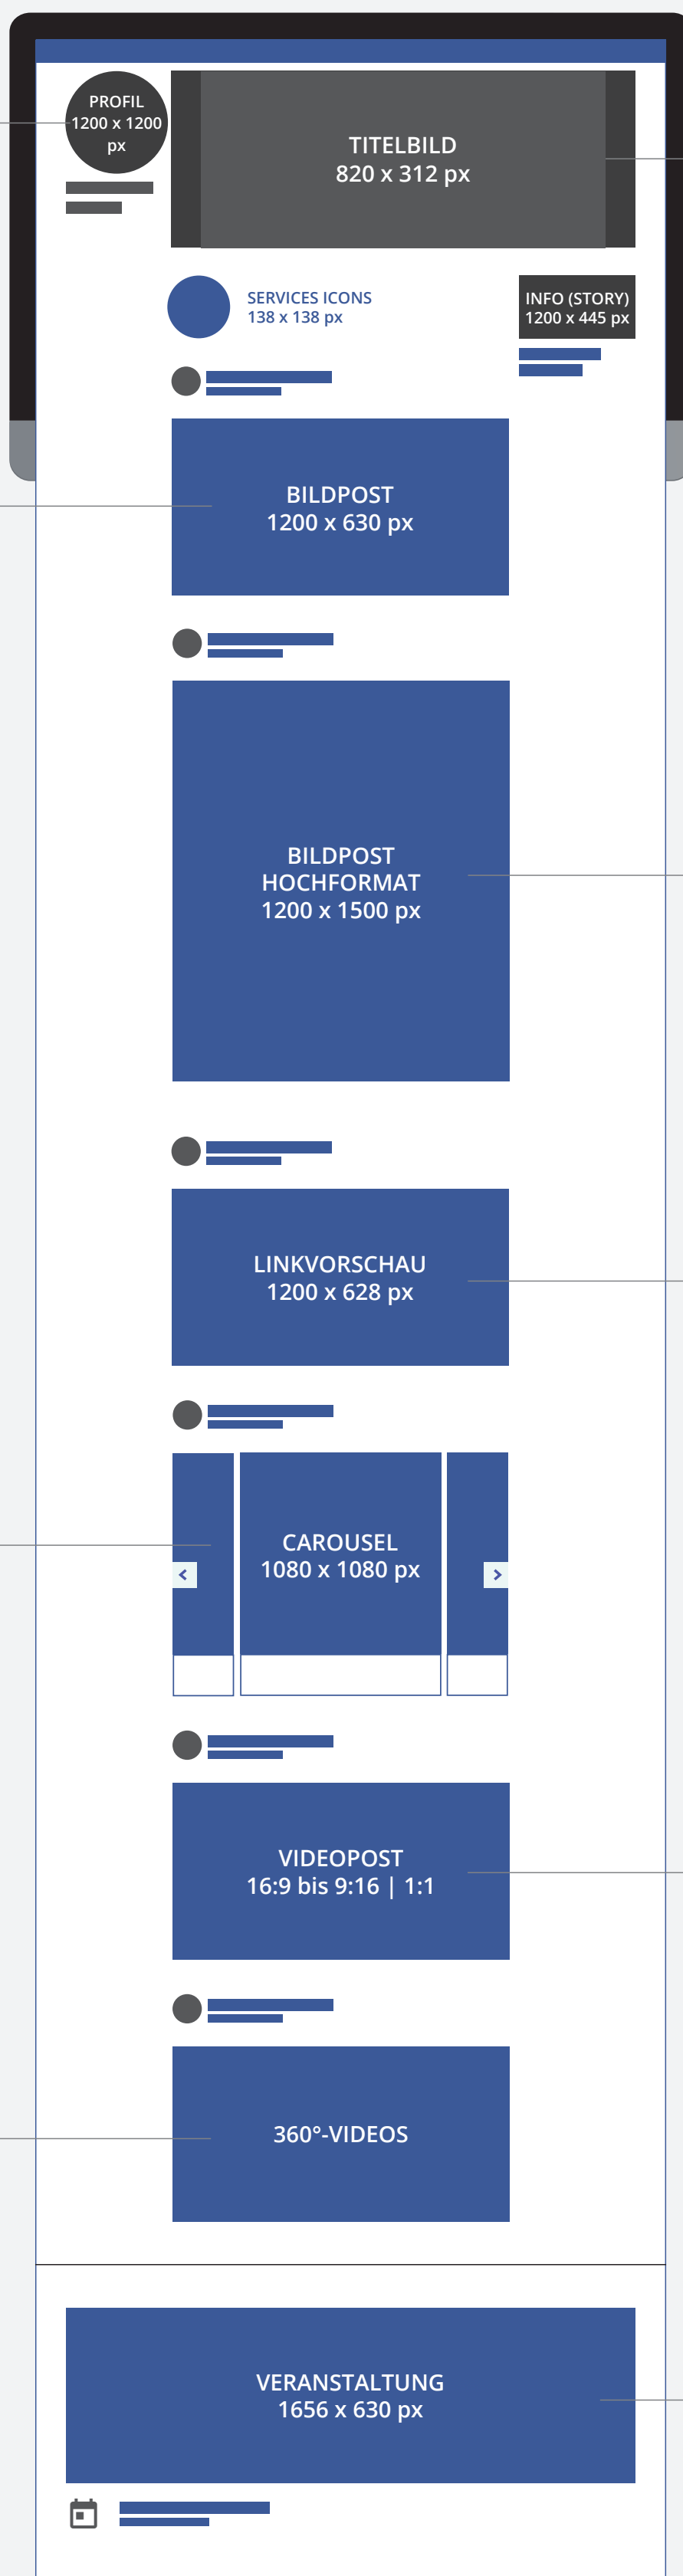 PROFIL
1200 x 1200
px
TITELBILD
820 x 312 px
SERVICES ICONS
138 x 138 px
INFO (STORY)
1200 x 445 px
BILDPOST
1200 x 630 px
BILDPOST
HOCHFORMAT
1200 x 1500 px
LINKVORSCHAU
1200 x 628 px
CAROUSEL
1080 x 1080 px
VIDEOPOST
16:9 bis 9:16 | 1:1
360°-VIDEOS
VERANSTALTUNG
1656 x 630 px